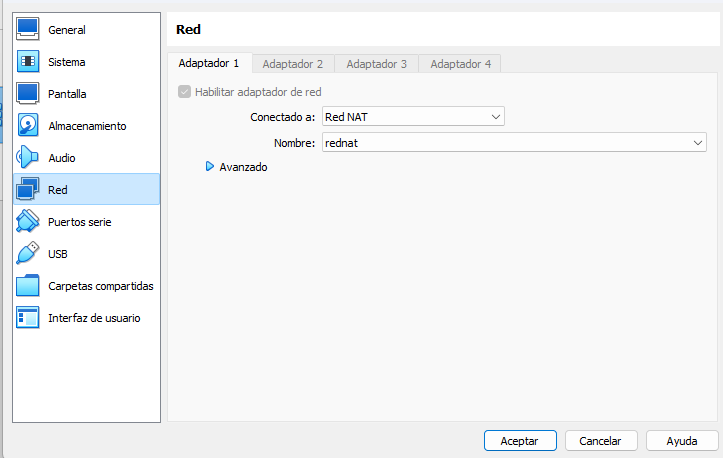 General
Sistema
Pantalla
Almacenamiento
Audio
Red
Puertos serie
USB
Carpetas compartidas
Interfaz de usuario
Red
Adaptador 1 Adaptador 2 Adaptador 3 Adaptador 4
Habilitar adaptador de red
Conectado a: Red NAT
Nombre: rednat
Avanzado
Aceptar Cancelar Ayuda